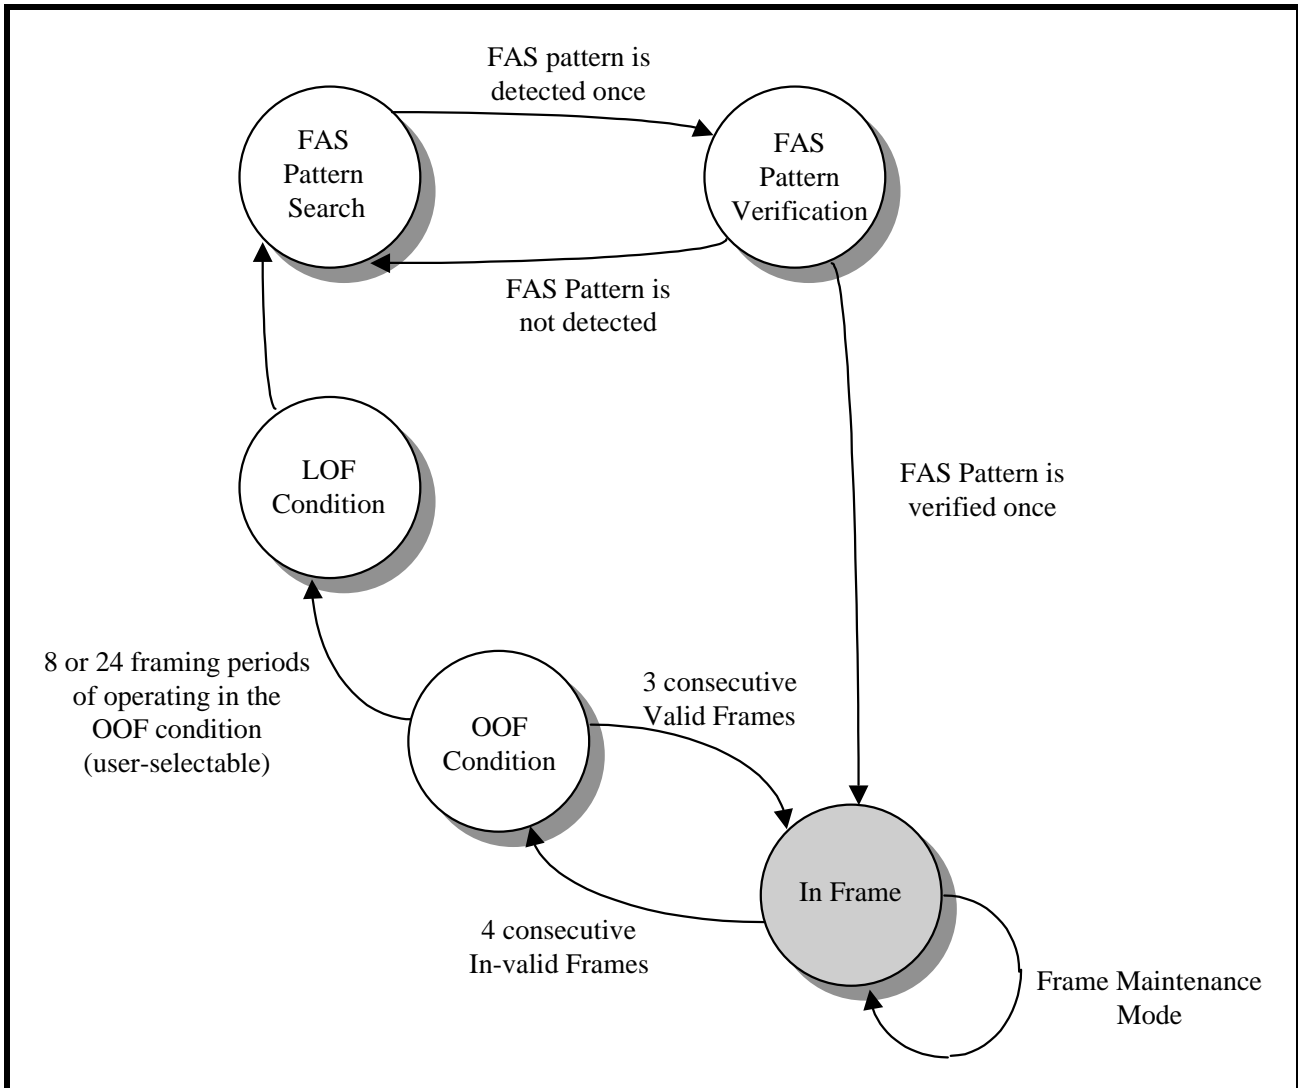 FAS pattern is
detected once
FAS
Pattern
Search
FAS
Pattern
Verification
FAS Pattern is
not detected
LOF
Condition
FAS Pattern is
verified once
8 or 24 framing periods
of operating in the
OOF condition
(user-selectable)
3 consecutive
Valid Frames
OOF
Condition
In Frame
4 consecutive
In-valid Frames
Frame Maintenance
Mode